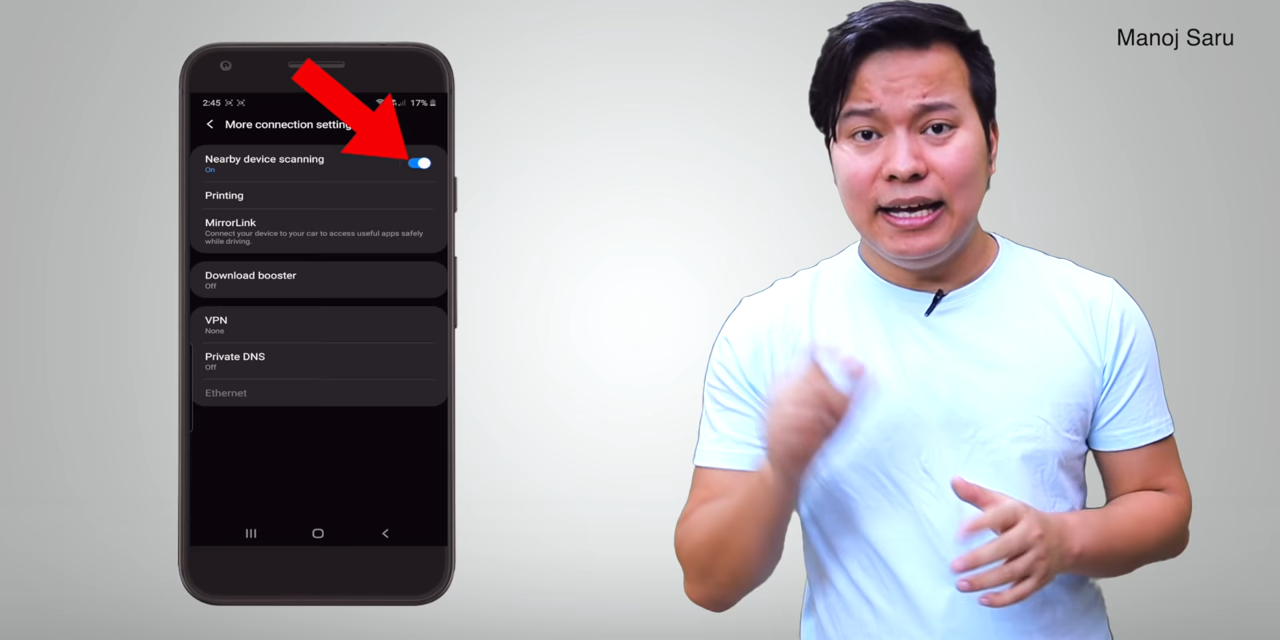 Manoj Saru
2:45 17%
More connection setting
Nearby device scanning
On
Printing
MirrorLink
Connect your device to your car to access useful apps safely
while driving.
Download booster
Off
VPN
None
Private DNS
Off
Ethernet